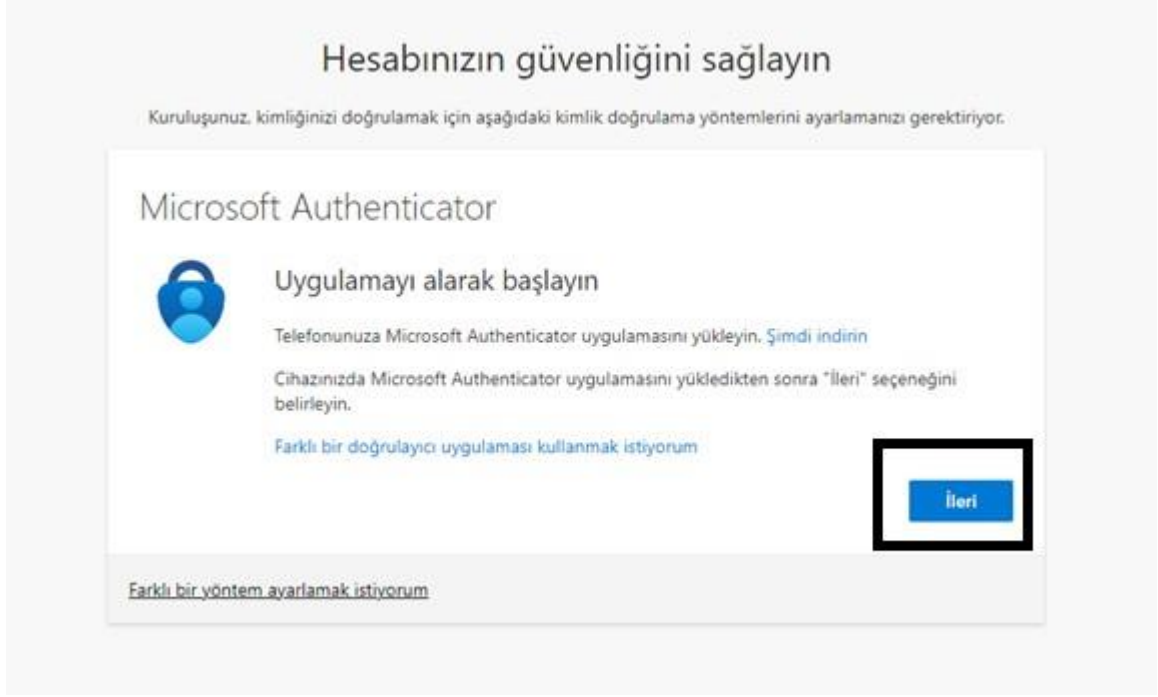 Hesabınızın güvenliğini sağlayın
Kuruluşunuz, kimliğinizi doğrulamak için aşağıdaki kimlik doğrulama yöntemlerini ayarlamanızı gerektiriyor.
Microsoft Authenticator
Uygulamayı alarak başlayın
Telefonunuza Microsoft Authenticator uygulamasını yükleyin. Şimdi indirin
Cihazınızda Microsoft Authenticator uygulamasını yükledikten sonra "İleri" seçeneğini
belirleyin.
Farklı bir doğrulayıcı uygulaması kullanmak istiyorum
İleri
Farklı bir yöntem ayarlamak istiyorum